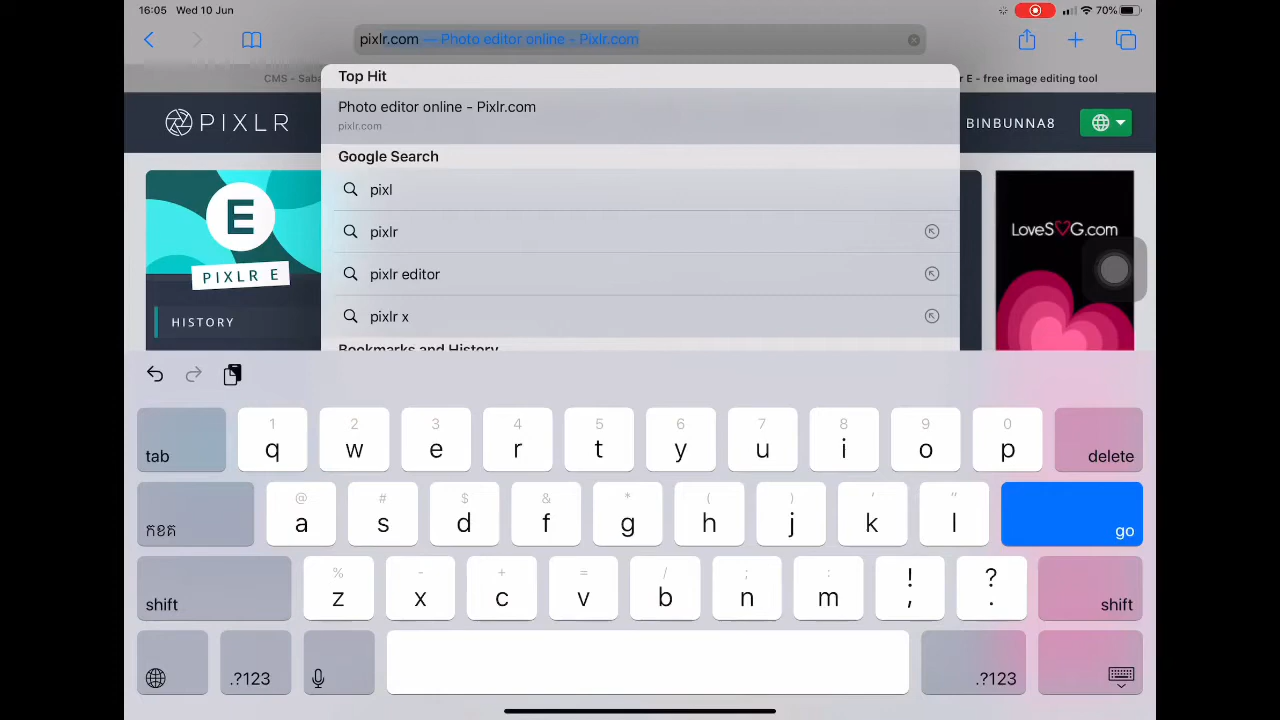 16:05 Wed 10 Jun
70%
pixlr.com — Photo editor online - Pixlr.com
CMS - Saba
r E - free image editing tool
Top Hit
Photo editor online - Pixlr.com
pixlr.com
Google Search
pixl
pixlr
pixlr editor
pixlr x
Bookmarks and History
PIXLR
BINBUNNA8
E
PIXLR E
HISTORY
LoveSG.com
1 2 3 4 5 6 7 8 9 0
tab q w e r t y u i o p delete
@ # $ & * ( ) ' "
កខគ a s d f g h j k l go
% - + = / ; : ! ?
shift z x c v b n m , . shift
.?123 .?123